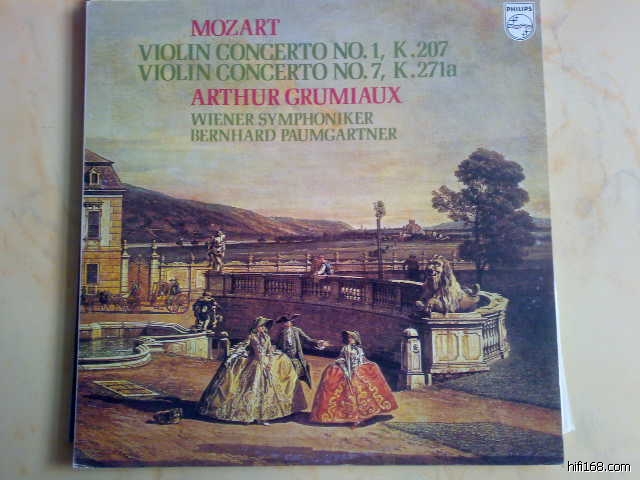 PHILIPS
MOZART
VIOLIN CONCERTO NO.1, K.207
VIOLIN CONCERTO NO.7, K.271a
ARTHUR GRUMIAUX
WIENER SYMPHONIKER
BERNHARD PAUMGARTNER
hifi168.com